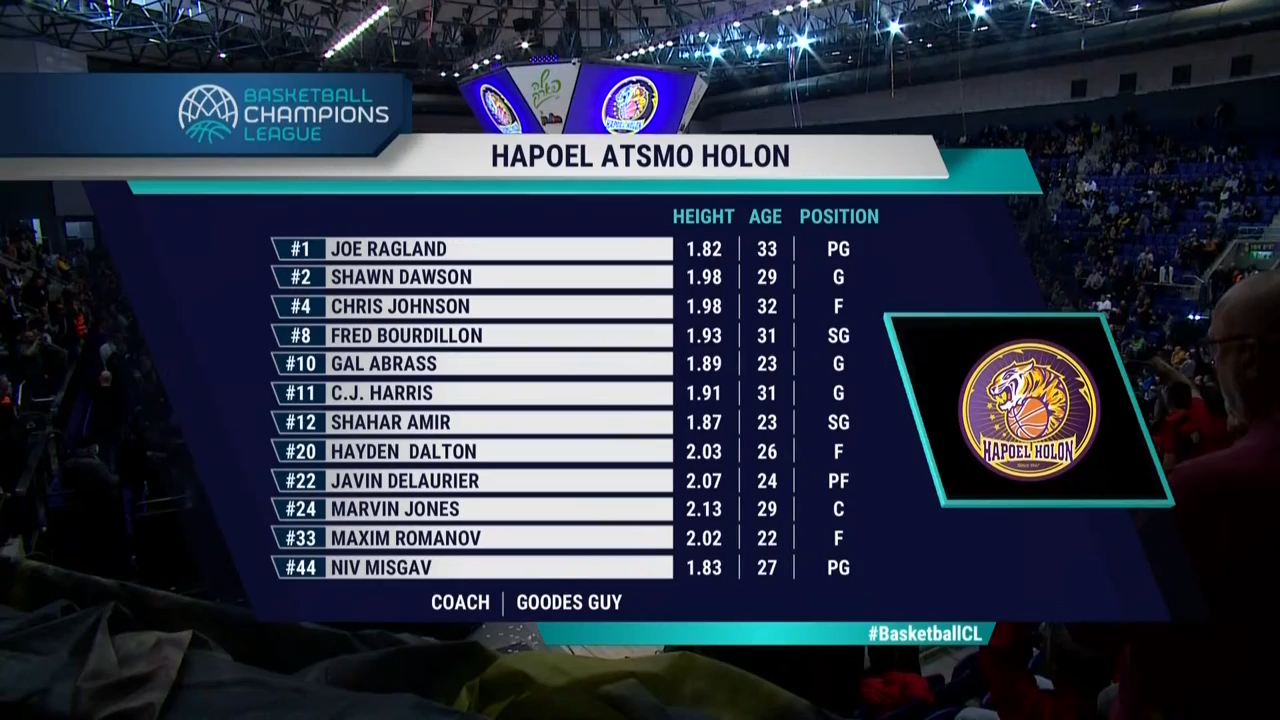 BASKETBALL
CHAMPIONS
LEAGUE
HAPOEL HOLON
HAPOEL ATSMO HOLON
HEIGHT AGE POSITION
#1 JOE RAGLAND 1.82 33 PG
#2 SHAWN DAWSON 1.98 29 G
#4 CHRIS JOHNSON 1.98 32 F
#8 FRED BOURDILLON 1.93 31 SG
#10 GAL ABRASS 1.89 23 G
#11 C.J. HARRIS 1.91 31 G
#12 SHAHAR AMIR 1.87 23 SG
#20 HAYDEN DALTON 2.03 26 F
#22 JAVIN DELAURIER 2.07 24 PF
#24 MARVIN JONES 2.13 29 C
#33 MAXIM ROMANOV 2.02 22 F
#44 NIV MISGAV 1.83 27 PG
HAPOEL HOLON
COACH GOODES GUY
#BasketballCL